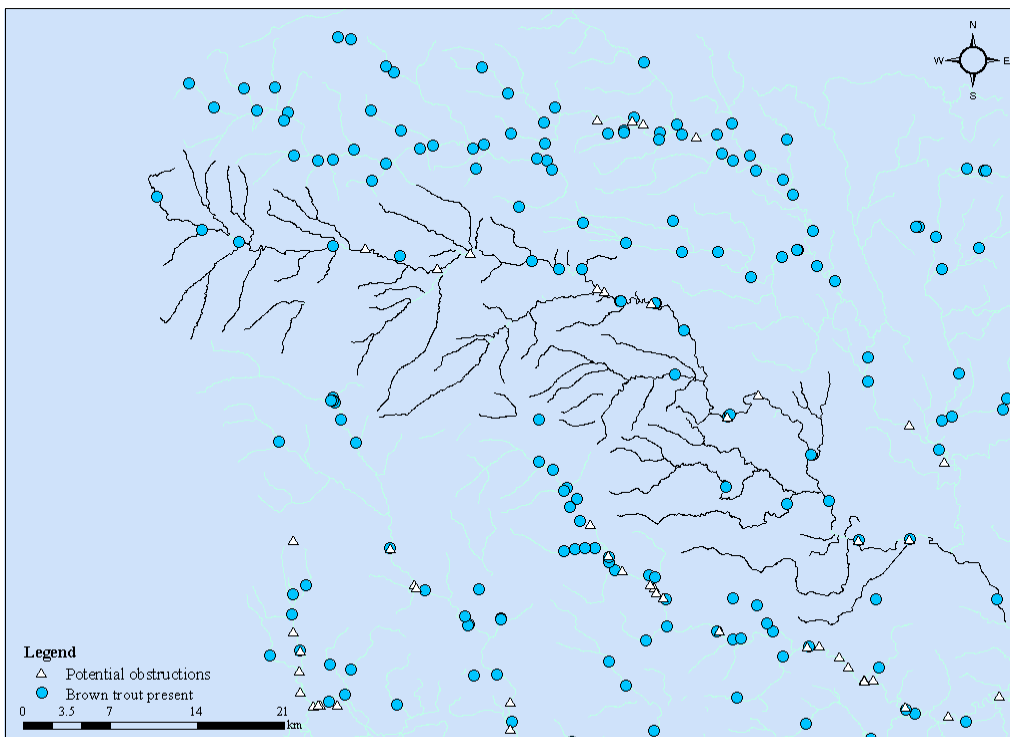 N
W E
S
Legend
Potential obstructions
Brown trout present
0 3.5 7 14 21
km